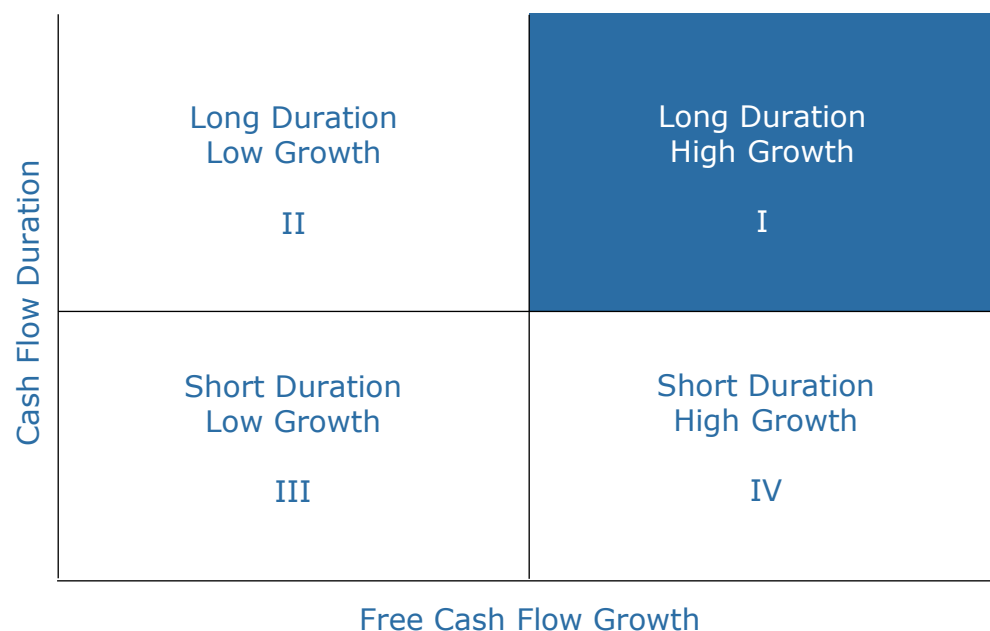 Cash Flow Duration
Long Duration
Low Growth
II
Long Duration
High Growth
I
Short Duration
Low Growth
III
Short Duration
High Growth
IV
Free Cash Flow Growth